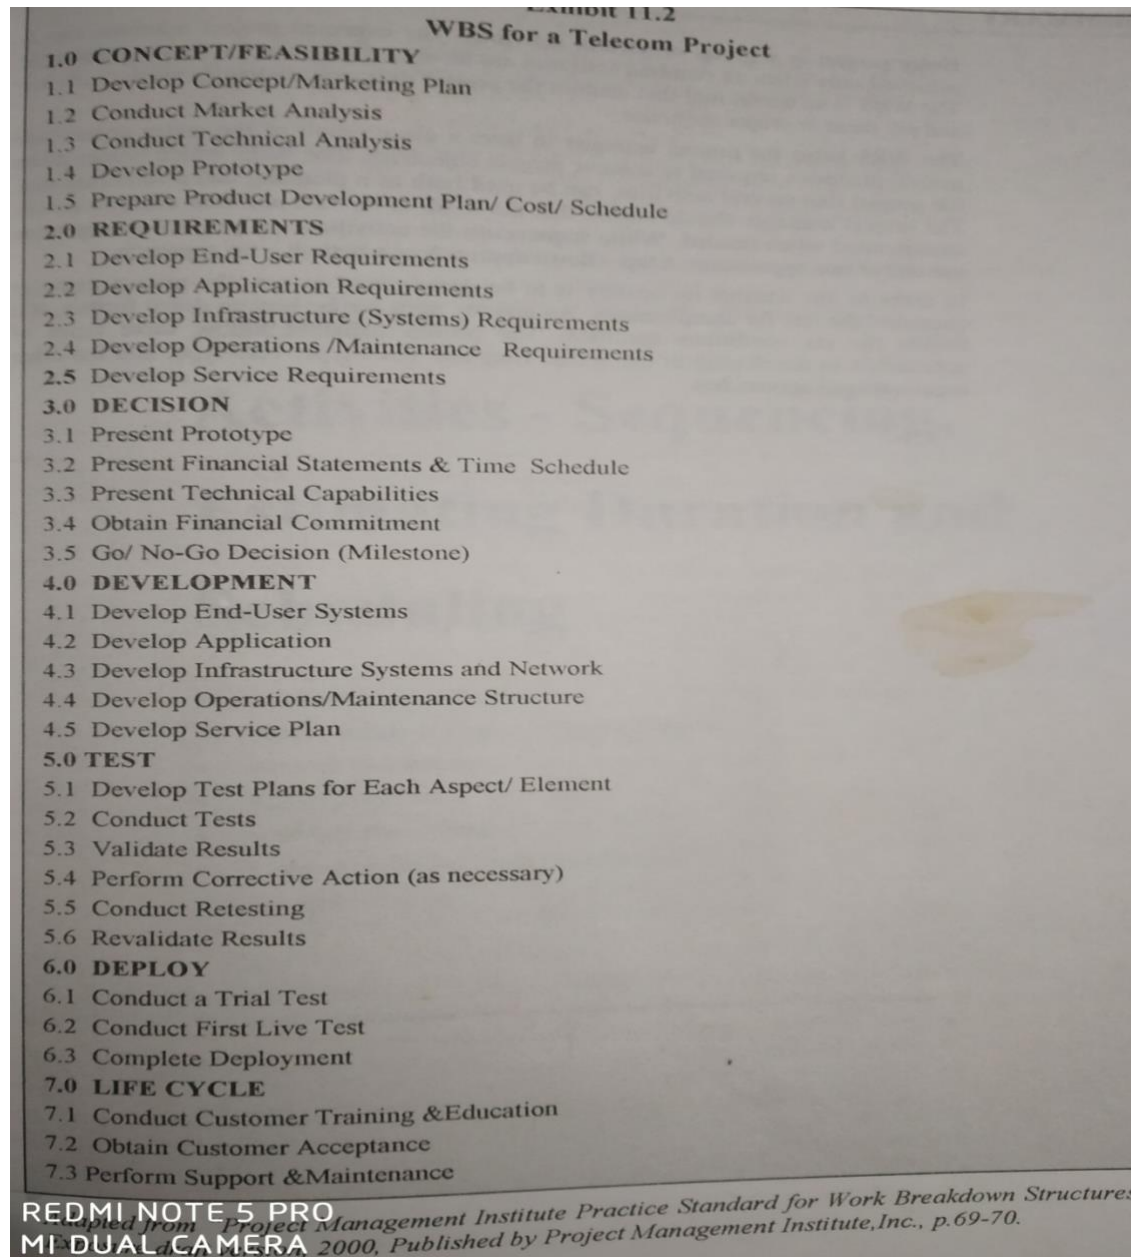 Exhibit 11.2
WBS for a Telecom Project
1.0 CONCEPT/FEASIBILITY
1.1 Develop Concept/Marketing Plan
1.2 Conduct Market Analysis
1.3 Conduct Technical Analysis
1.4 Develop Prototype
1.5 Prepare Product Development Plan/ Cost/ Schedule
2.0 REQUIREMENTS
2.1 Develop End-User Requirements
2.2 Develop Application Requirements
2.3 Develop Infrastructure (Systems) Requirements
2.4 Develop Operations /Maintenance Requirements
2.5 Develop Service Requirements
3.0 DECISION
3.1 Present Prototype
3.2 Present Financial Statements & Time Schedule
3.3 Present Technical Capabilities
3.4 Obtain Financial Commitment
3.5 Go/ No-Go Decision (Milestone)
4.0 DEVELOPMENT
4.1 Develop End-User Systems
4.2 Develop Application
4.3 Develop Infrastructure Systems and Network
4.4 Develop Operations/Maintenance Structure
4.5 Develop Service Plan
5.0 TEST
5.1 Develop Test Plans for Each Aspect/ Element
5.2 Conduct Tests
5.3 Validate Results
5.4 Perform Corrective Action (as necessary)
5.5 Conduct Retesting
5.6 Revalidate Results
6.0 DEPLOY
6.1 Conduct a Trial Test
6.2 Conduct First Live Test
6.3 Complete Deployment
7.0 LIFE CYCLE
7.1 Conduct Customer Training &Education
7.2 Obtain Customer Acceptance
7.3 Perform Support &Maintenance
Adapted from Project Management Institute Practice Standard for Work Breakdown Structures
2000, Published by Project Management Institute,Inc., p.69-70.
REDMI NOTE 5 PRO
MI DUAL CAMERA